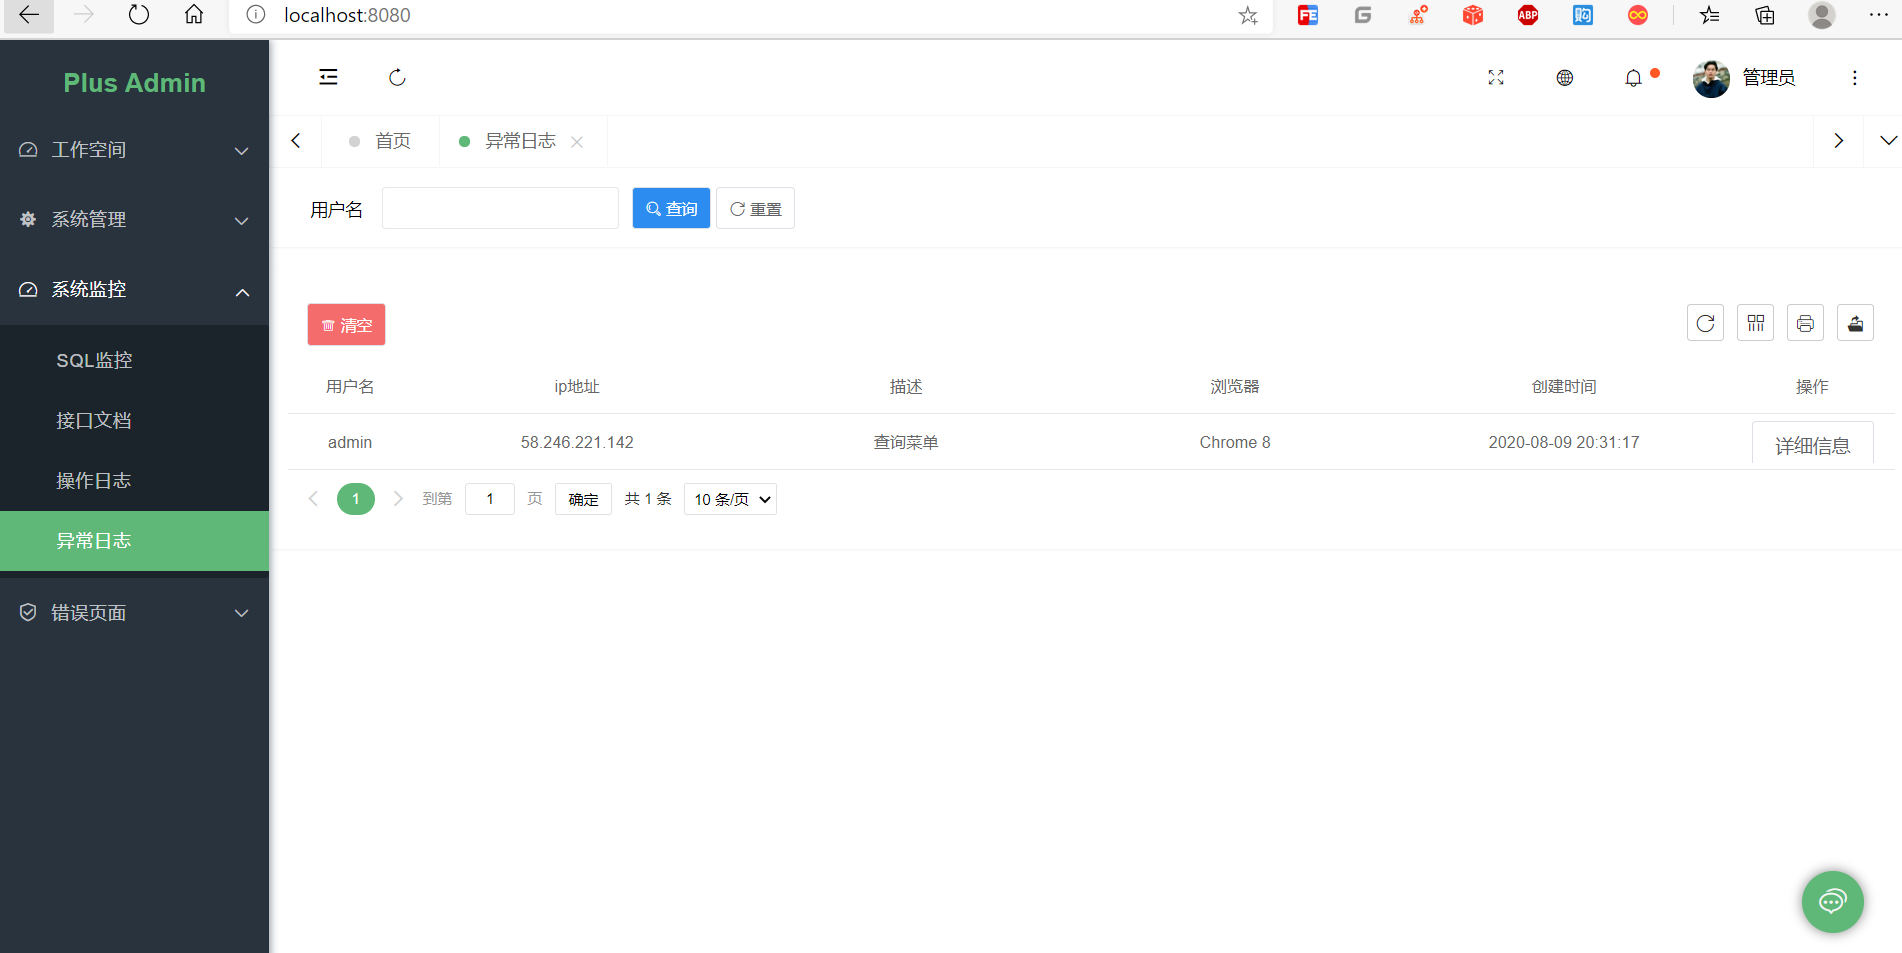 localhost:8080
FE
G
ABP
购
Plus Admin
管理员
工作空间
系统管理
系统监控
SQL监控
接口文档
操作日志
异常日志
错误页面
首页
异常日志
用户名
查询
重置
清空
用户名 ip地址 描述 浏览器 创建时间 操作
admin 58.246.221.142 查询菜单 Chrome 8 2020-08-09 20:31:17 详细信息
1 到第 1 页 确定 共 1 条 10 条/页